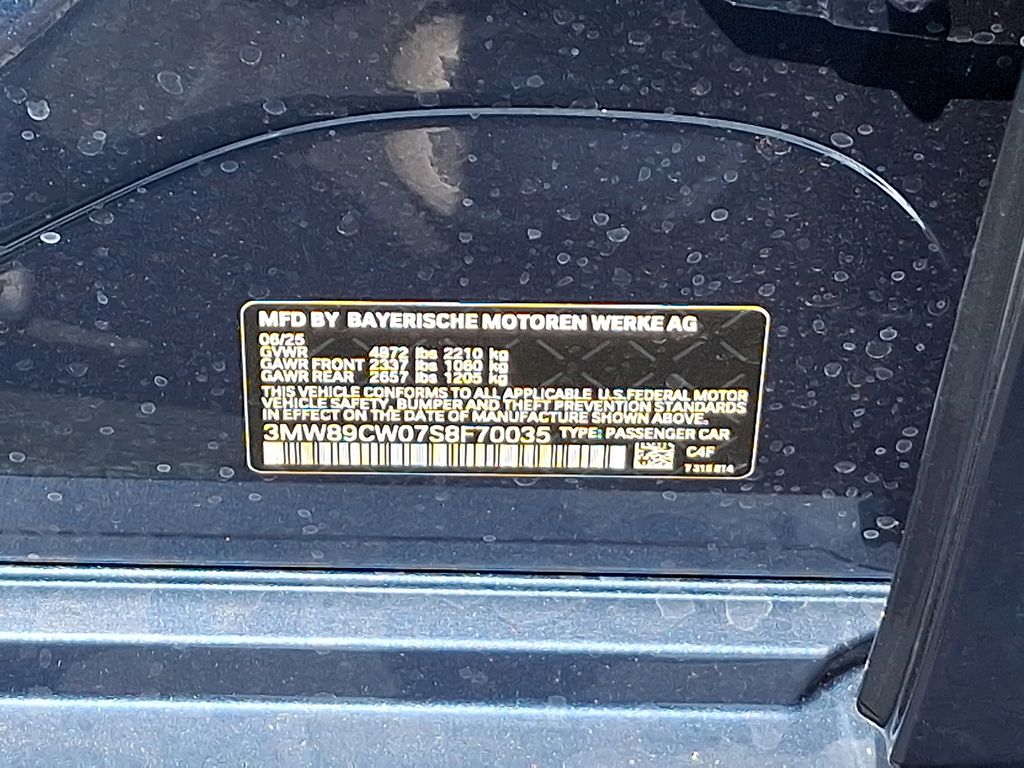 MFD BY BAYERISCHE MOTOREN WERKE AG
06/25
GVWR 4872 lbs 2210 kg
GAWR FRONT 2337 lbs 1060 kg
GAWR REAR 2657 lbs 1205 kg
THIS VEHICLE CONFORMS TO ALL APPLICABLE U.S.FEDERAL MOTOR
VEHICLE SAFETY, BUMPER AND THEFT PREVENTION STANDARDS
IN EFFECT ON THE DATE OF MANUFACTURE SHOWN ABOVE.
3MW89CW07S8F70035 TYPE: PASSENGER CAR
C4F